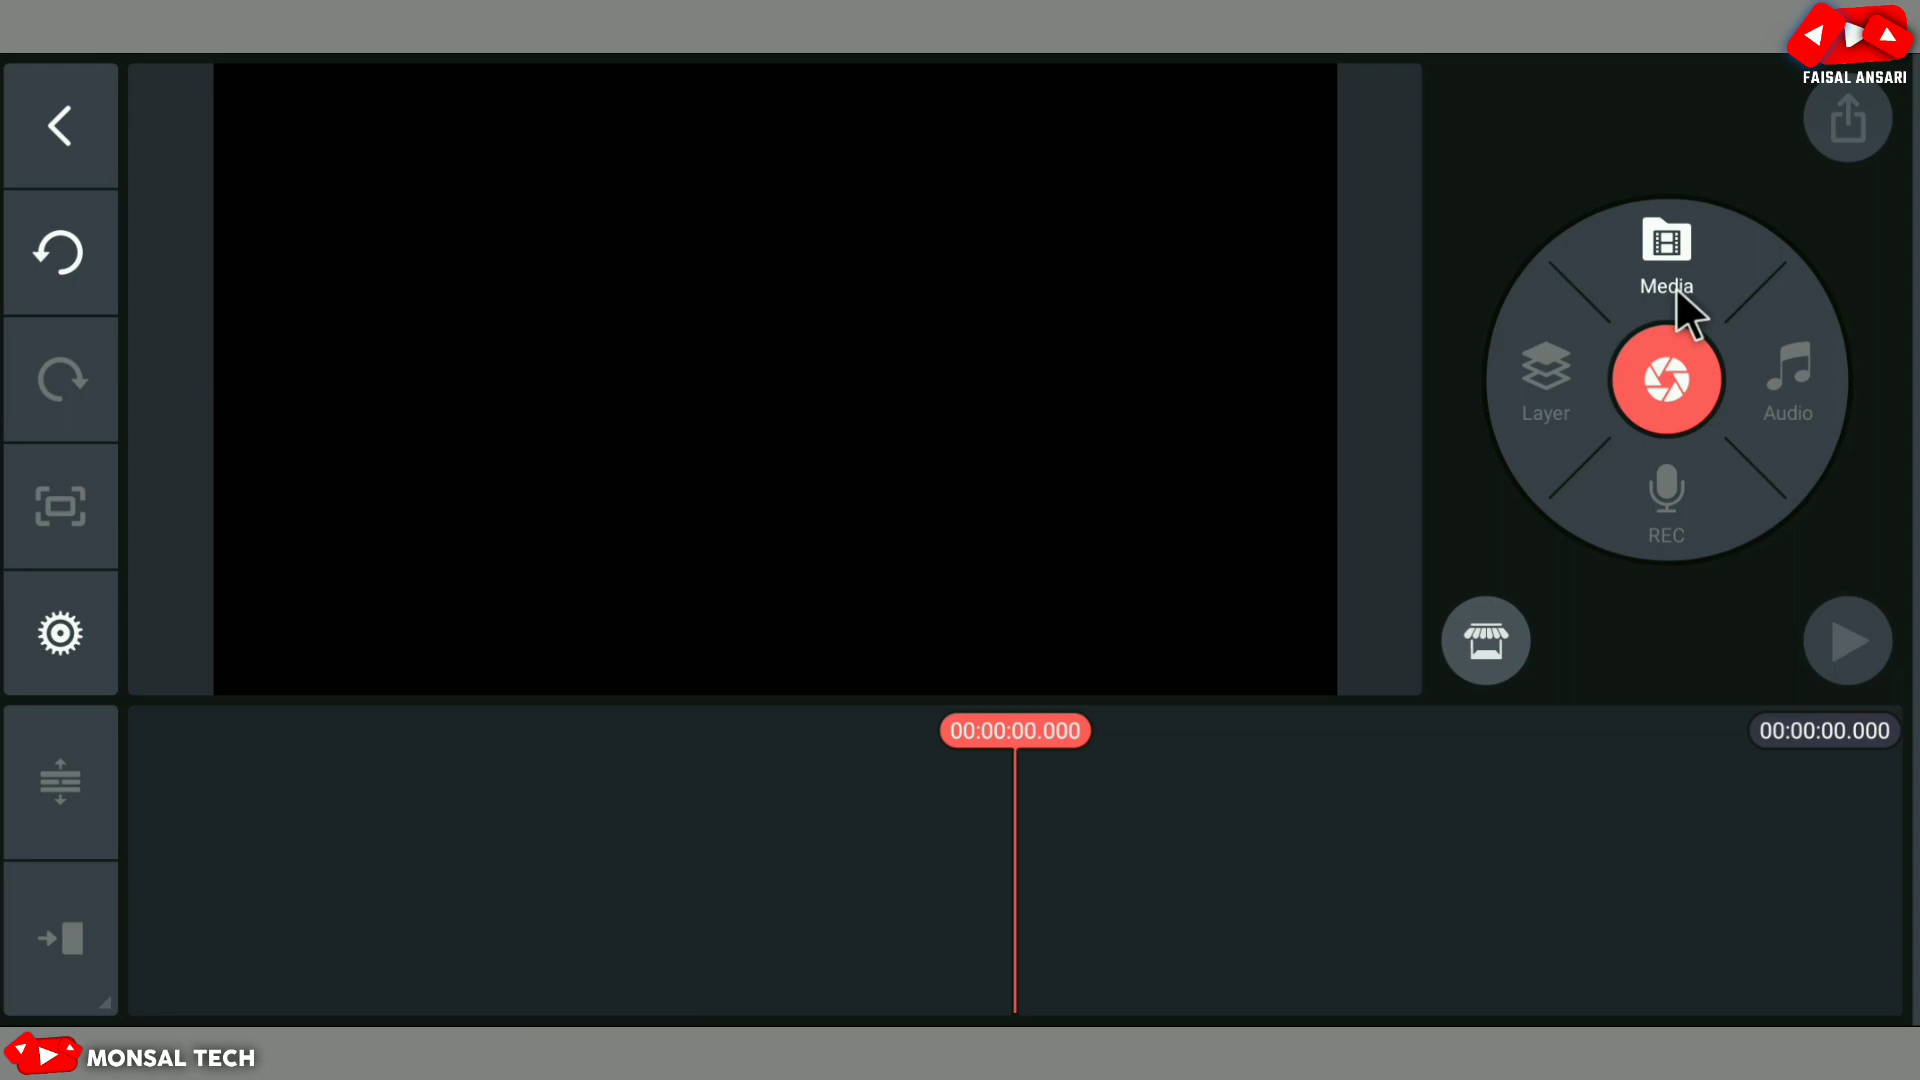 FAISAL ANSARI
Media
Layer
Audio
REC
00:00:00.000
00:00:00.000
MONSAL TECH